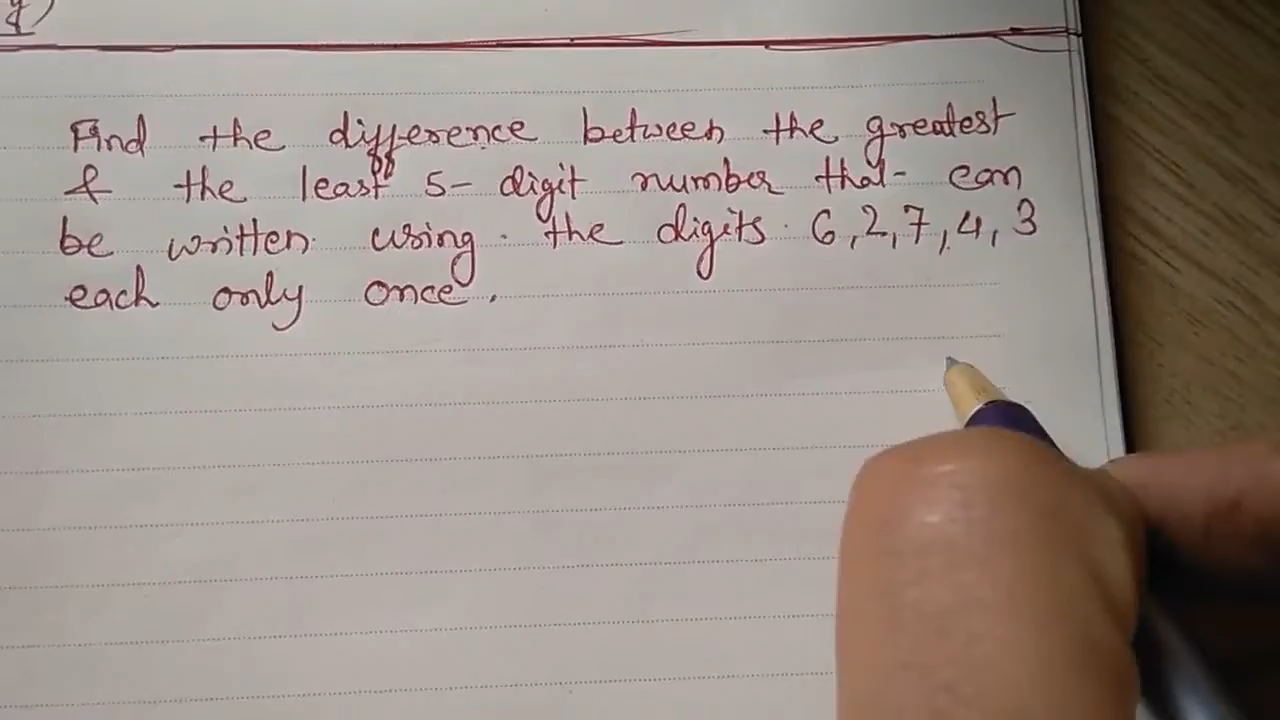 Find the difference between the greatest
& the least 5- digit number that can
be written using the digits 6,2,7,4,3
each only once.